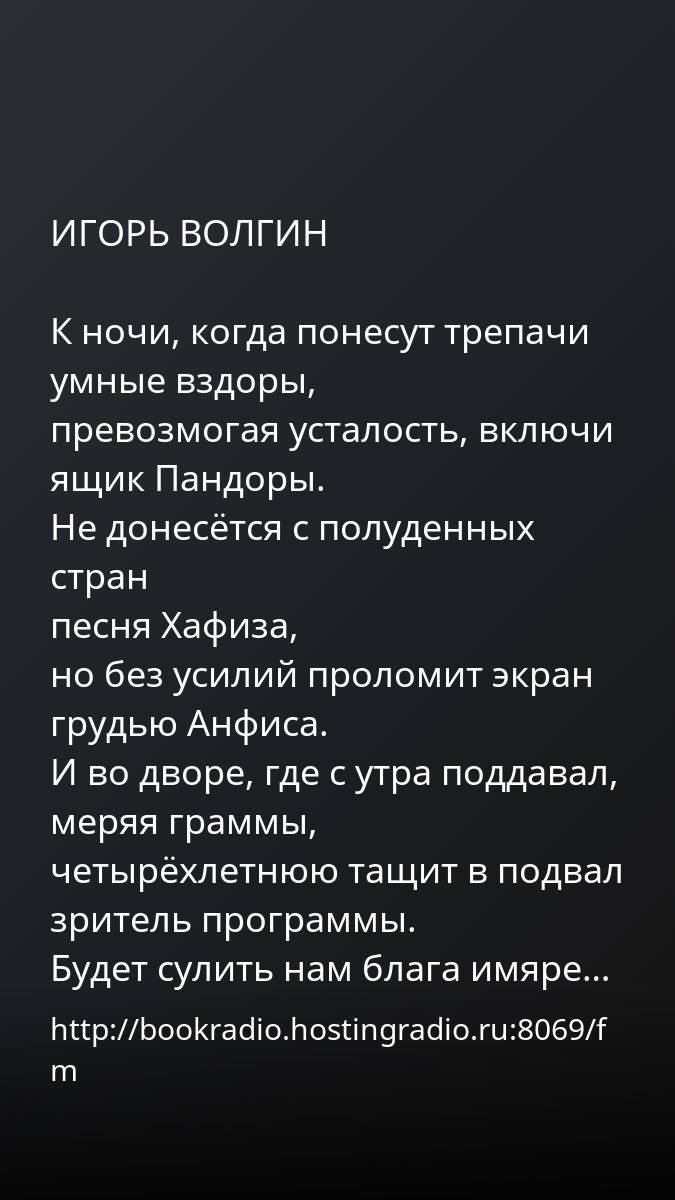 ИГОРЬ ВОЛГИН
К ночи, когда понесут трепачи
умные вздоры,
превозмогая усталость, включи
ящик Пандоры.
Не донесётся с полуденных
стран
песня Хафиза,
но без усилий проломит экран
грудью Анфиса.
И во дворе, где с утра поддавал,
меряя граммы,
четырёхлетнюю тащит в подвал
зритель программы.
Будет сулить нам блага имяре...
http://bookradio.hostingradio.ru:8069/f
m